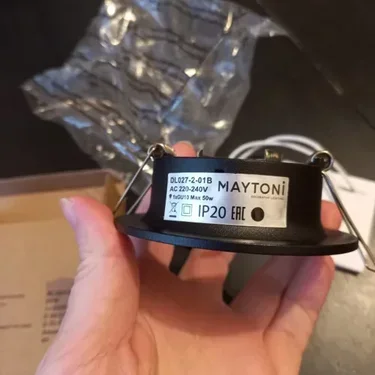 DL027-2-01B
AC 220-240V
1xGU10 Max 50w
MAYTONI
IP20 EAC